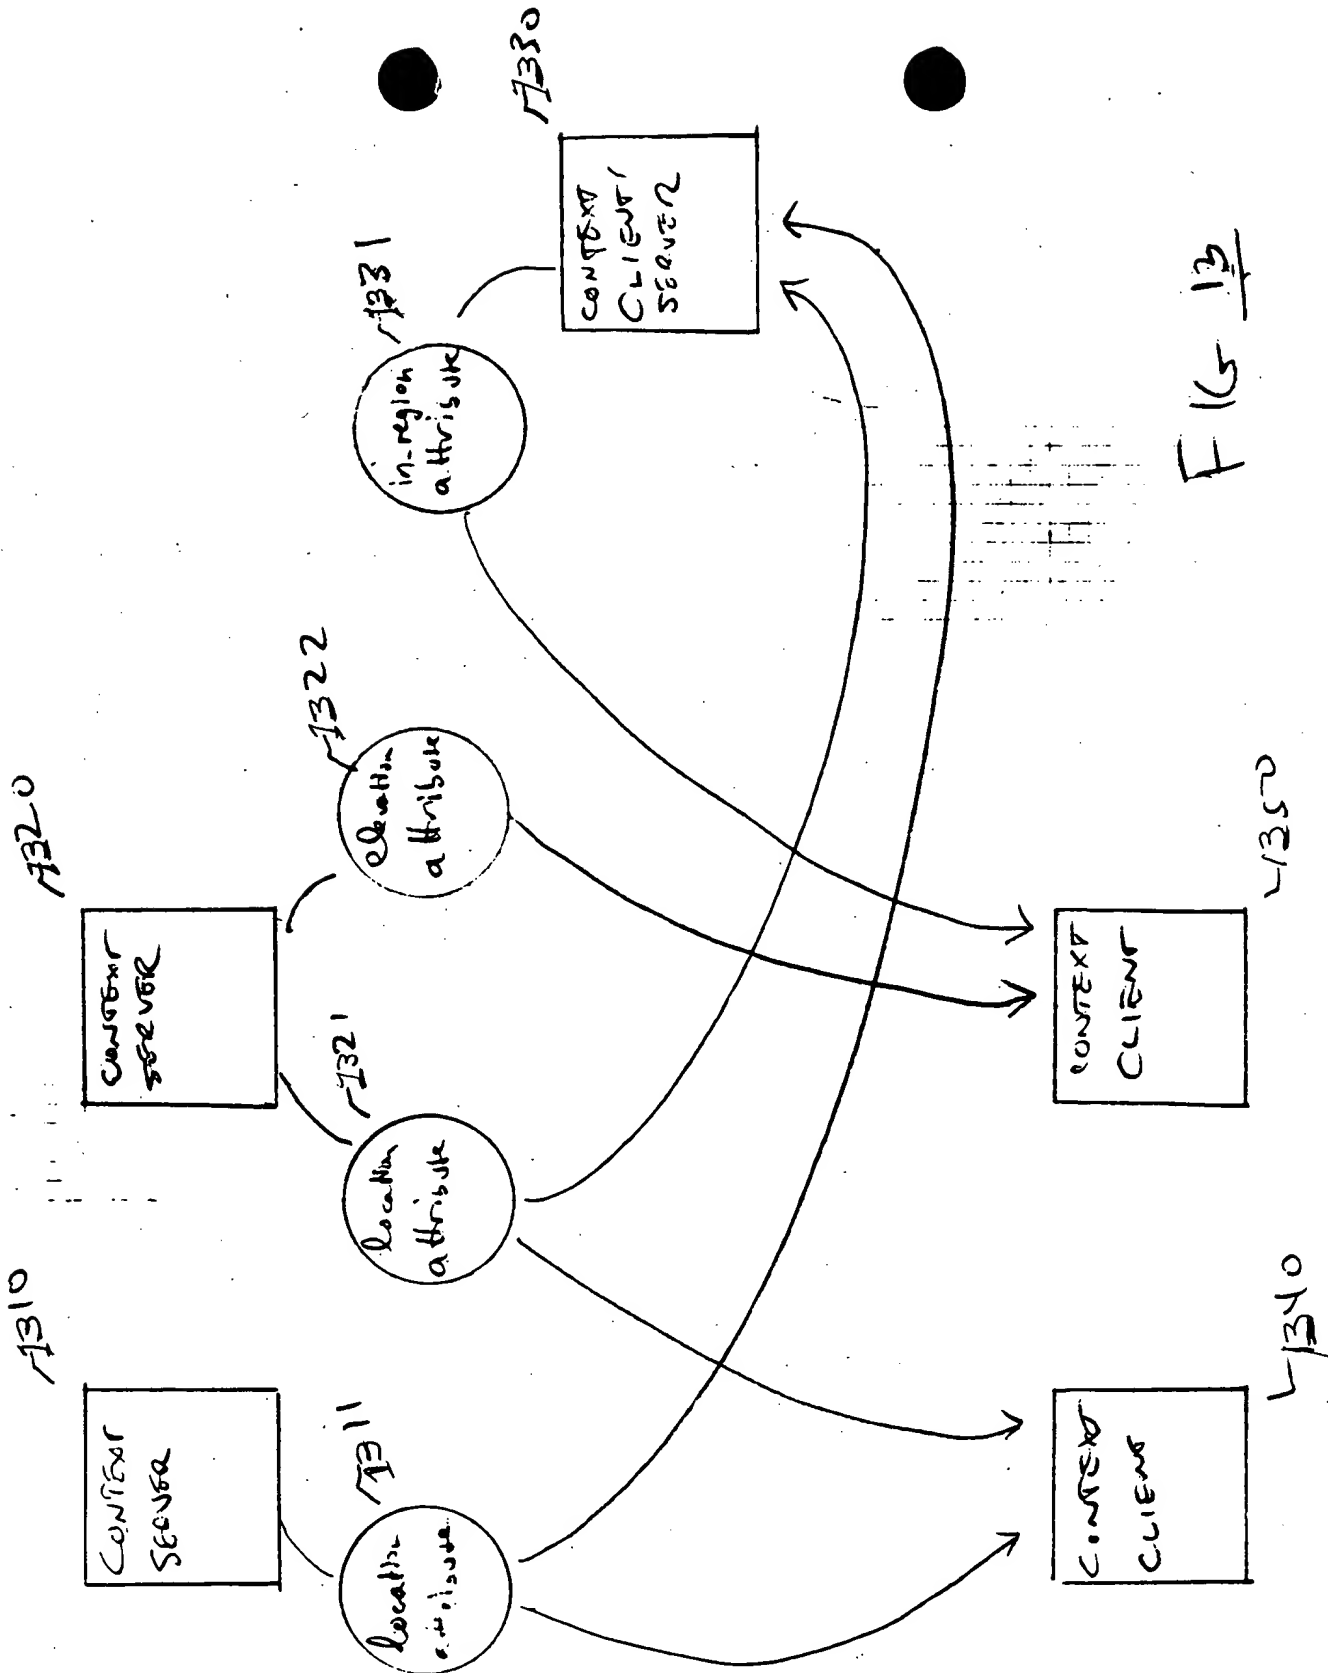 1310
CONTEXT
SERVER
1320
CONTEXT
SERVER
1311
location
attribute
1321
location
attribute
1322
elevation
attribute
1331
in-region
attribute
1330
CONTEXT
CLIENT/
SERVER
CONTEXT
CLIENT
1340
CONTEXT
CLIENT
1350
FIG 13